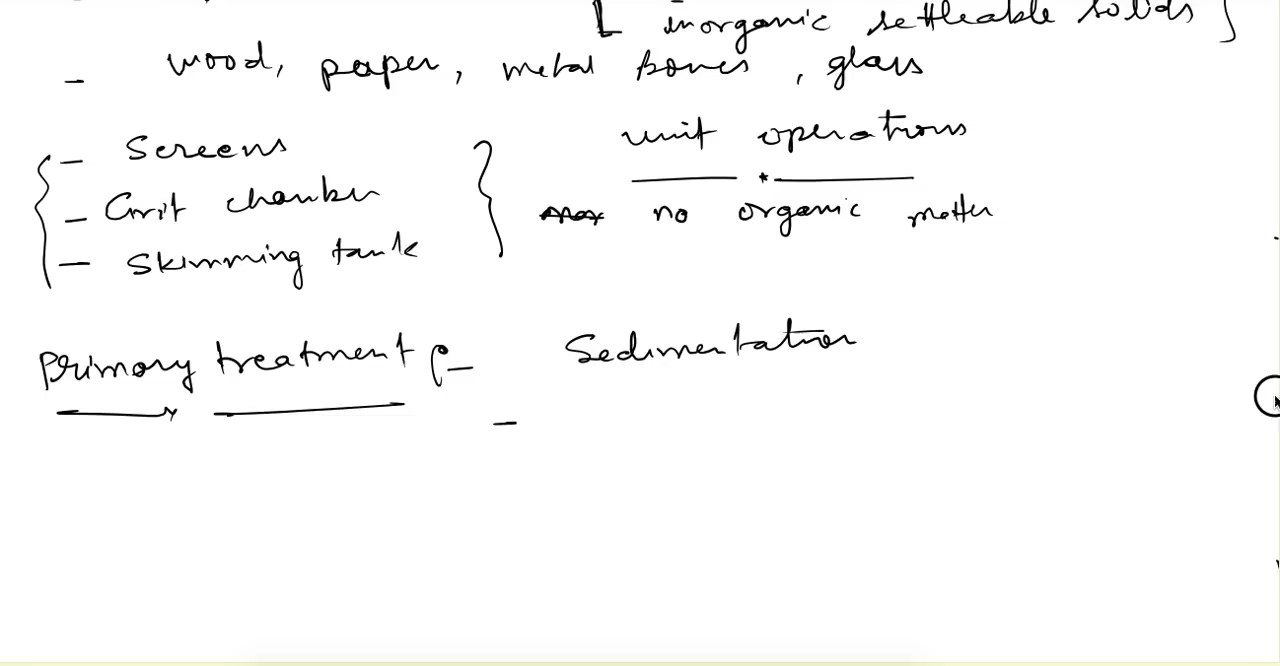 [ inorganic settleable solids ]
- wood, paper, metal bones, glass
- Screens
unit operations
- Grit chamber
no organic matter
- Skimming tank
Primary treatment :- Sedimentation
-